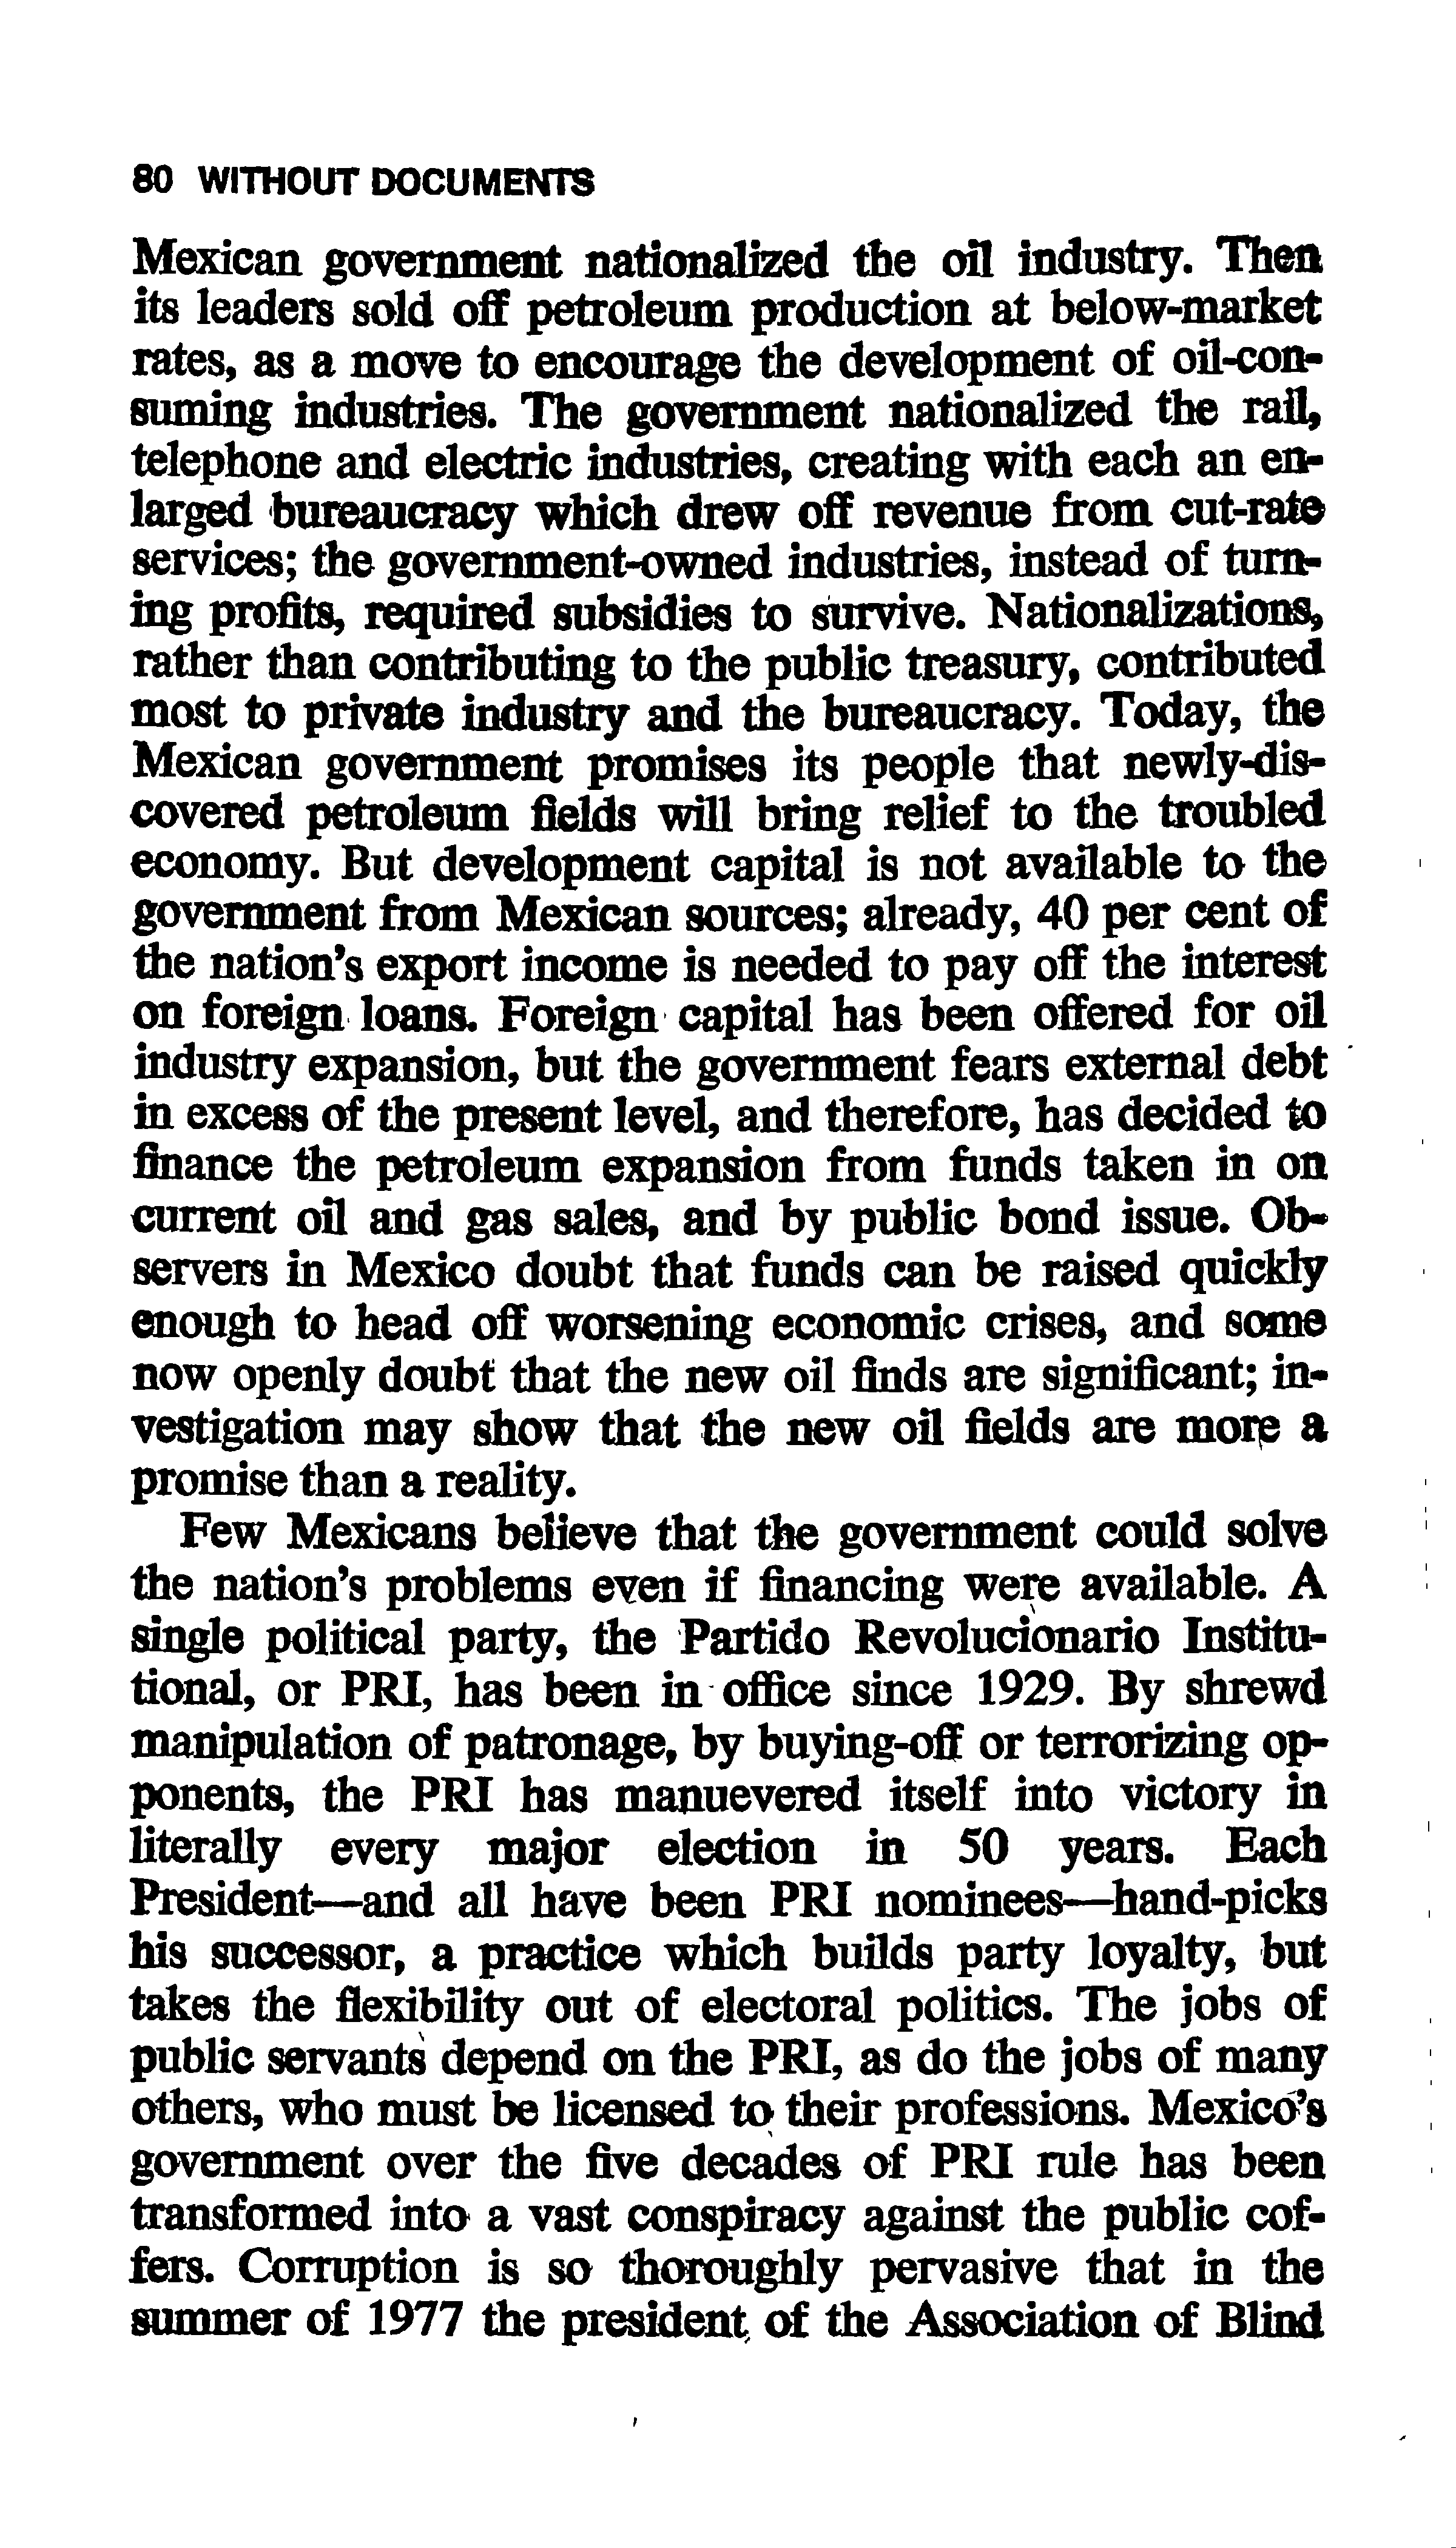 80 WITHOUT DOCUMENTS
Mexican government nationalized the oil industry. Then
its leaders sold off petroleum production at below-market
rates, as a move to encourage the development of oil-con-
suming industries. The government nationalized the rail,
telephone and electric industries, creating with each an en-
larged bureaucracy which drew off revenue from cut-rate
services; the government-owned industries, instead of turn-
ing profits, required subsidies to survive. Nationalizations,
rather than contributing to the public treasury, contributed
most to private industry and the bureaucracy. Today, the
Mexican government promises its people that newly-dis-
covered petroleum fields will bring relief to the troubled
economy. But development capital is not available to the
government from Mexican sources; already, 40 per cent of
the nation's export income is needed to pay off the interest
on foreign loans. Foreign capital has been offered for oil
industry expansion, but the government fears external debt
in excess of the present level, and therefore, has decided to
finance the petroleum expansion from funds taken in on
current oil and gas sales, and by public bond issue. Ob-
servers in Mexico doubt that funds can be raised quickly
enough to head off worsening economic crises, and some
now openly doubt that the new oil finds are significant; in-
vestigation may show that the new oil fields are more a
promise than a reality.
Few Mexicans believe that the government could solve
the nation's problems even if financing were available. A
single political party, the Partido Revolucionario Institu-
tional, or PRI, has been in office since 1929. By shrewd
manipulation of patronage, by buying-off or terrorizing op-
ponents, the PRI has manuevered itself into victory in
literally every major election in 50 years. Each
President—and all have been PRI nominees—hand-picks
his successor, a practice which builds party loyalty, but
takes the flexibility out of electoral politics. The jobs of
public servants depend on the PRI, as do the jobs of many
others, who must be licensed to their professions. Mexico's
government over the five decades of PRI rule has been
transformed into a vast conspiracy against the public cof-
fers. Corruption is so thoroughly pervasive that in the
summer of 1977 the president of the Association of Blind